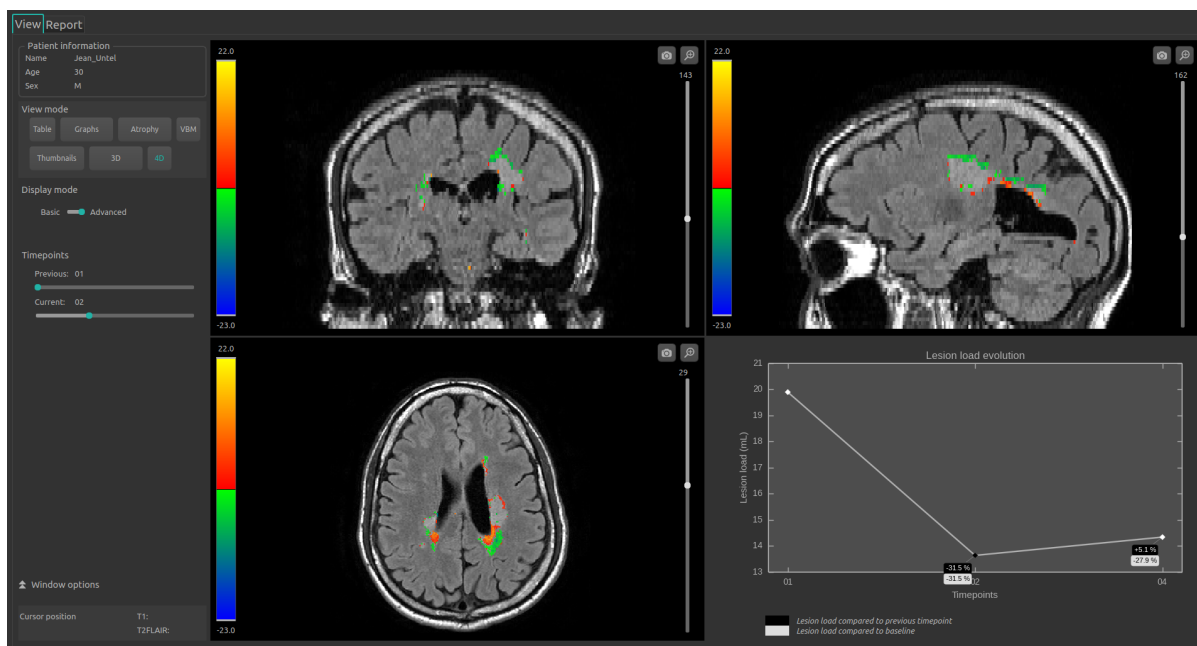 View Report
Patient information
Name Jean_Untel
Age 30
Sex M
View mode
Table Graphs Atrophy VBM
Thumbnails 3D 4D
Display mode
Basic Advanced
Timepoints
Previous: 01
Current: 02
Window options
Cursor position T1:
T2FLAIR:
22.0
143
-23.0
22.0
162
-23.0
22.0
29
-23.0
Lesion load evolution
21
20
19
18
17
16
15
14
13
Lesion load (mL)
-31.5 %
-31.5 %
+5.1 %
-27.9 %
01 02 04
Timepoints
Lesion load compared to previous timepoint
Lesion load compared to baseline